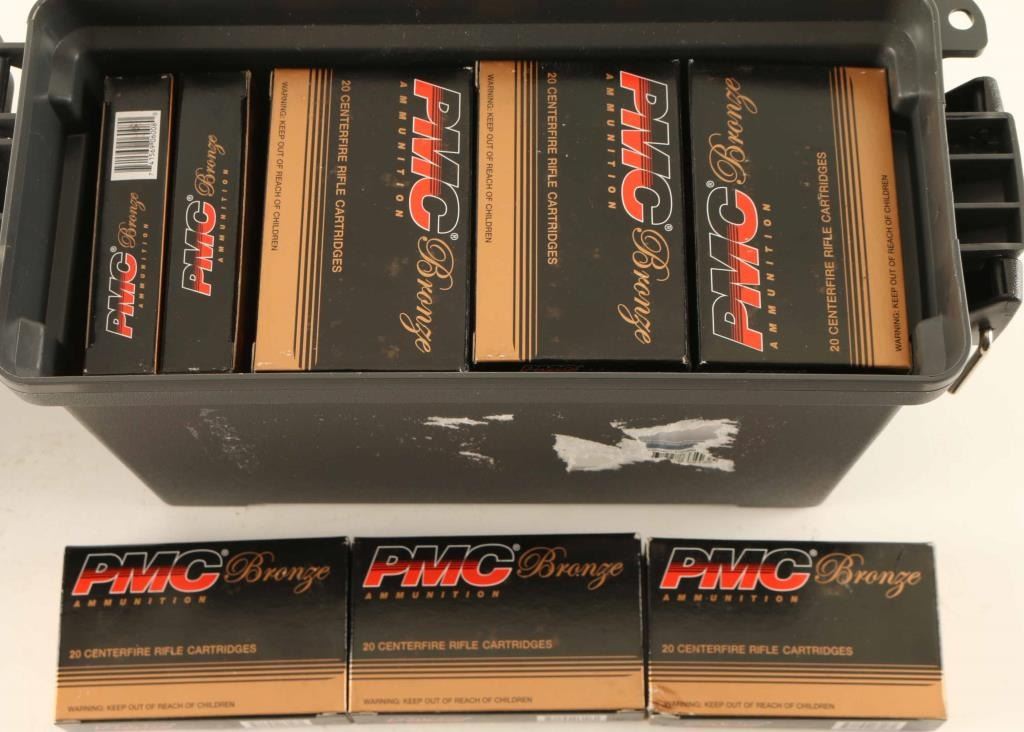 PMC® Bronze
AMMUNITION
PMC® Bronze
AMMUNITION
WARNING: KEEP OUT OF REACH OF CHILDREN
20 CENTERFIRE RIFLE CARTRIDGES
PMC® Bronze
AMMUNITION
WARNING: KEEP OUT OF REACH OF CHILDREN
20 CENTERFIRE RIFLE CARTRIDGES
PMC® Bronze
AMMUNITION
PMC® Bronze
AMMUNITION
20 CENTERFIRE RIFLE CARTRIDGES
WARNING: KEEP OUT OF REACH OF CHILDREN
PMC® Bronze
AMMUNITION
20 CENTERFIRE RIFLE CARTRIDGES
WARNING: KEEP OUT OF REACH OF CHILDREN
PMC® Bronze
AMMUNITION
20 CENTERFIRE RIFLE CARTRIDGES
WARNING: KEEP OUT OF REACH OF CHILDREN
PMC® Bronze
AMMUNITION
20 CENTERFIRE RIFLE CARTRIDGES
WARNING: KEEP OUT OF REACH OF CHILDREN